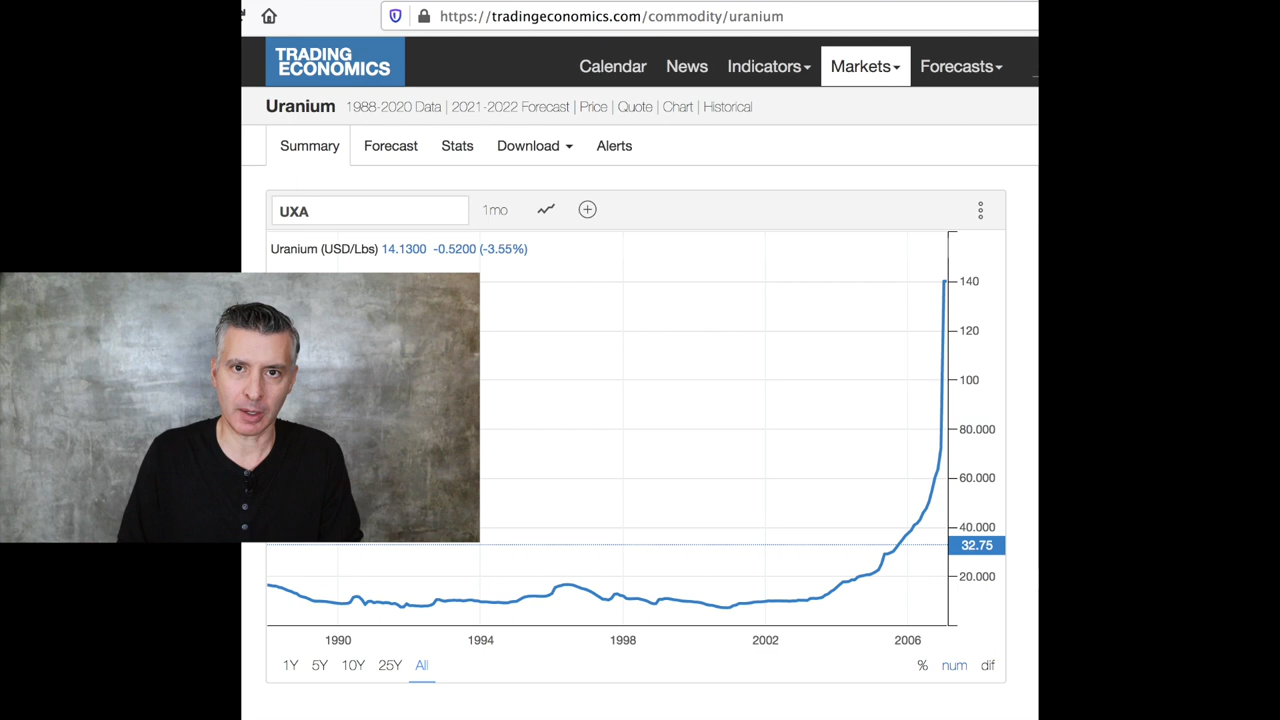 https://tradingeconomics.com/commodity/uranium
TRADING
ECONOMICS
Calendar News Indicators Markets Forecasts
Uranium 1988-2020 Data | 2021-2022 Forecast | Price | Quote | Chart | Historical
Summary Forecast Stats Download Alerts
UXA 1mo
Uranium (USD/Lbs) 14.1300 -0.5200 (-3.55%)
140
120
100
80.000
60.000
40.000
32.75
20.000
1990 1994 1998 2002 2006
1Y 5Y 10Y 25Y All % num dif